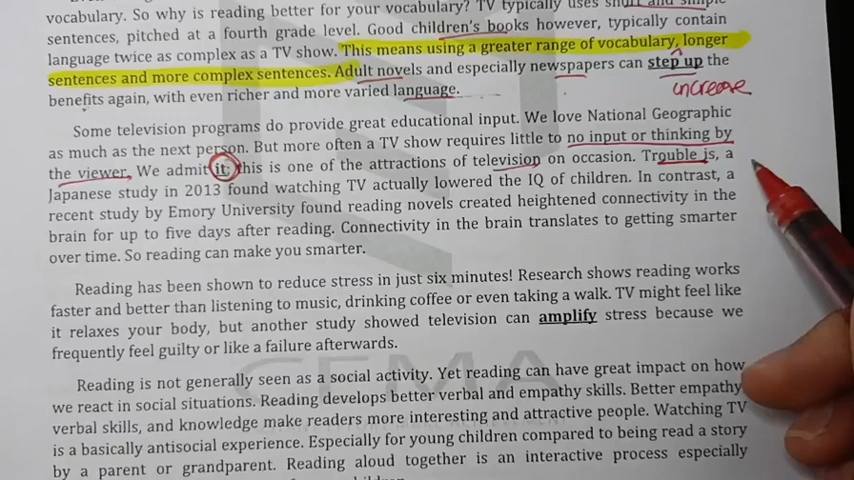 vocabulary. So why is reading better for your vocabulary? TV typically uses short and simple
sentences, pitched at a fourth grade level. Good children's books however, typically contain
language twice as complex as a TV show. This means using a greater range of vocabulary, longer
sentences and more complex sentences. Adult novels and especially newspapers can step up the
increase
benefits again, with even richer and more varied language.
Some television programs do provide great educational input. We love National Geographic
as much as the next person. But more often a TV show requires little to no input or thinking by
the viewer. We admit it; this is one of the attractions of television on occasion. Trouble is, a
Japanese study in 2013 found watching TV actually lowered the IQ of children. In contrast, a
recent study by Emory University found reading novels created heightened connectivity in the
brain for up to five days after reading. Connectivity in the brain translates to getting smarter
over time. So reading can make you smarter.
Reading has been shown to reduce stress in just six minutes! Research shows reading works
faster and better than listening to music, drinking coffee or even taking a walk. TV might feel like
it relaxes your body, but another study showed television can amplify stress because we
frequently feel guilty or like a failure afterwards.
Reading is not generally seen as a social activity. Yet reading can have great impact on how
we react in social situations. Reading develops better verbal and empathy skills. Better empathy,
verbal skills, and knowledge make readers more interesting and attractive people. Watching TV
is a basically antisocial experience. Especially for young children compared to being read a story
by a parent or grandparent. Reading aloud together is an interactive process especially